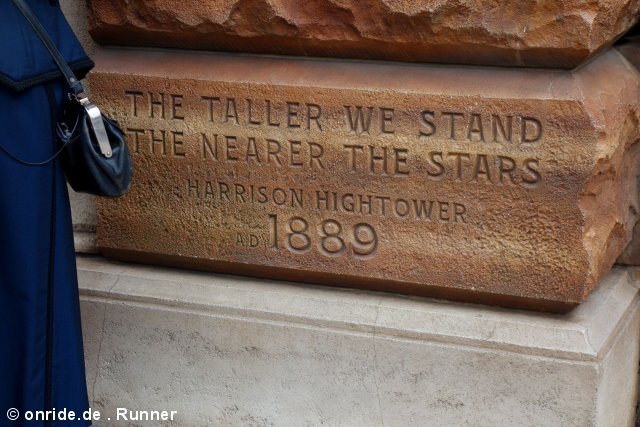 THE TALLER WE STAND
THE NEARER THE STARS
HARRISON HIGHTOWER
AD 1889
© onride.de . Runner